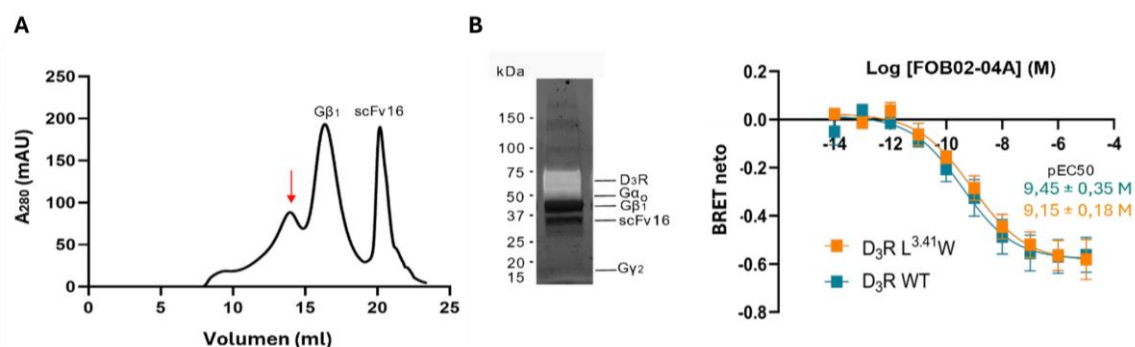 A
B
250
200
150
100
50
0
A280 (mAU)
Gβ1
scFv16
0 5 10 15 20 25
Volumen (ml)
kDa
150
100
75
50
37
25
20
15
D3R
Gαo
Gβ1
scFv16
Gγ2
Log [FOB02-04A] (M)
0.2
0.0
-0.2
-0.4
-0.6
-0.8
BRET neto
-14 -12 -10 -8 -6 -4
pEC50
9,45 ± 0,35 M
9,15 ± 0,18 M
D3R L3.41W
D3R WT